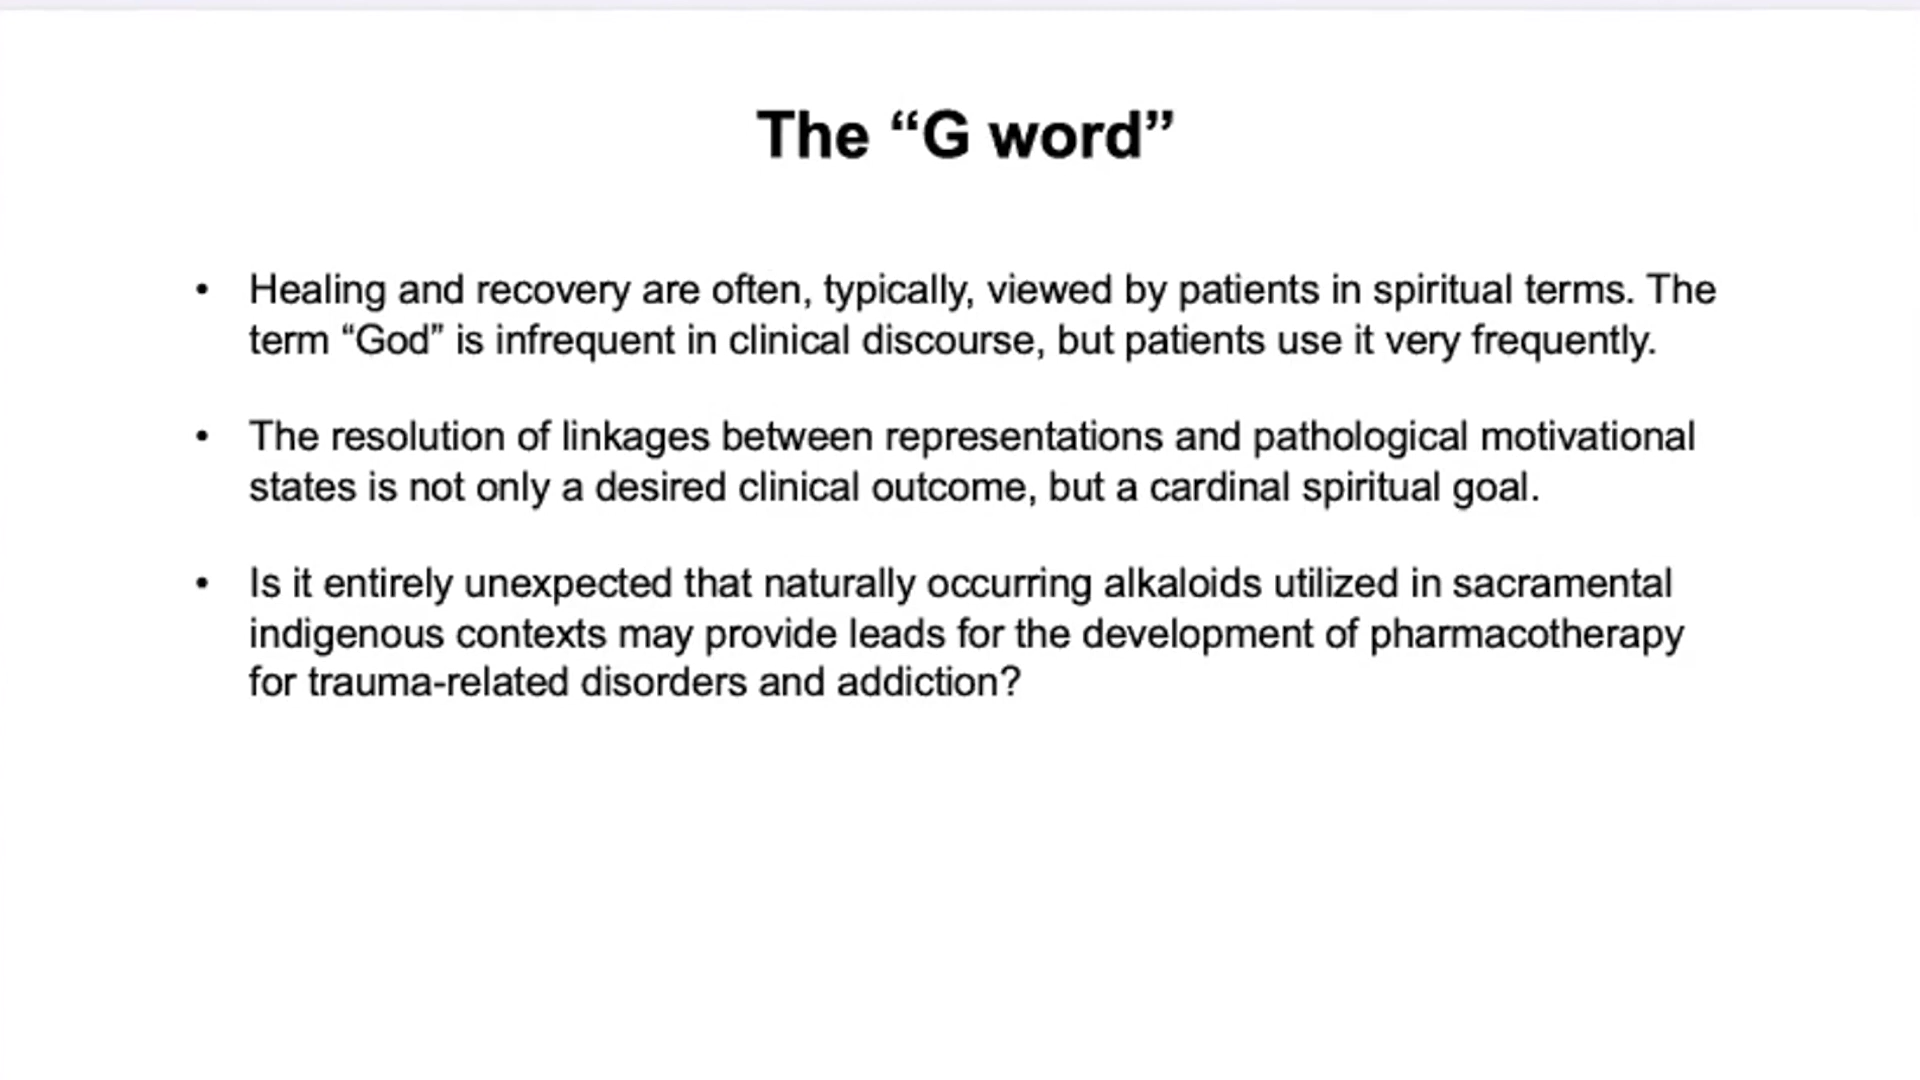 The “G word”
• Healing and recovery are often, typically, viewed by patients in spiritual terms. The
term “God” is infrequent in clinical discourse, but patients use it very frequently.
• The resolution of linkages between representations and pathological motivational
states is not only a desired clinical outcome, but a cardinal spiritual goal.
• Is it entirely unexpected that naturally occurring alkaloids utilized in sacramental
indigenous contexts may provide leads for the development of pharmacotherapy
for trauma-related disorders and addiction?